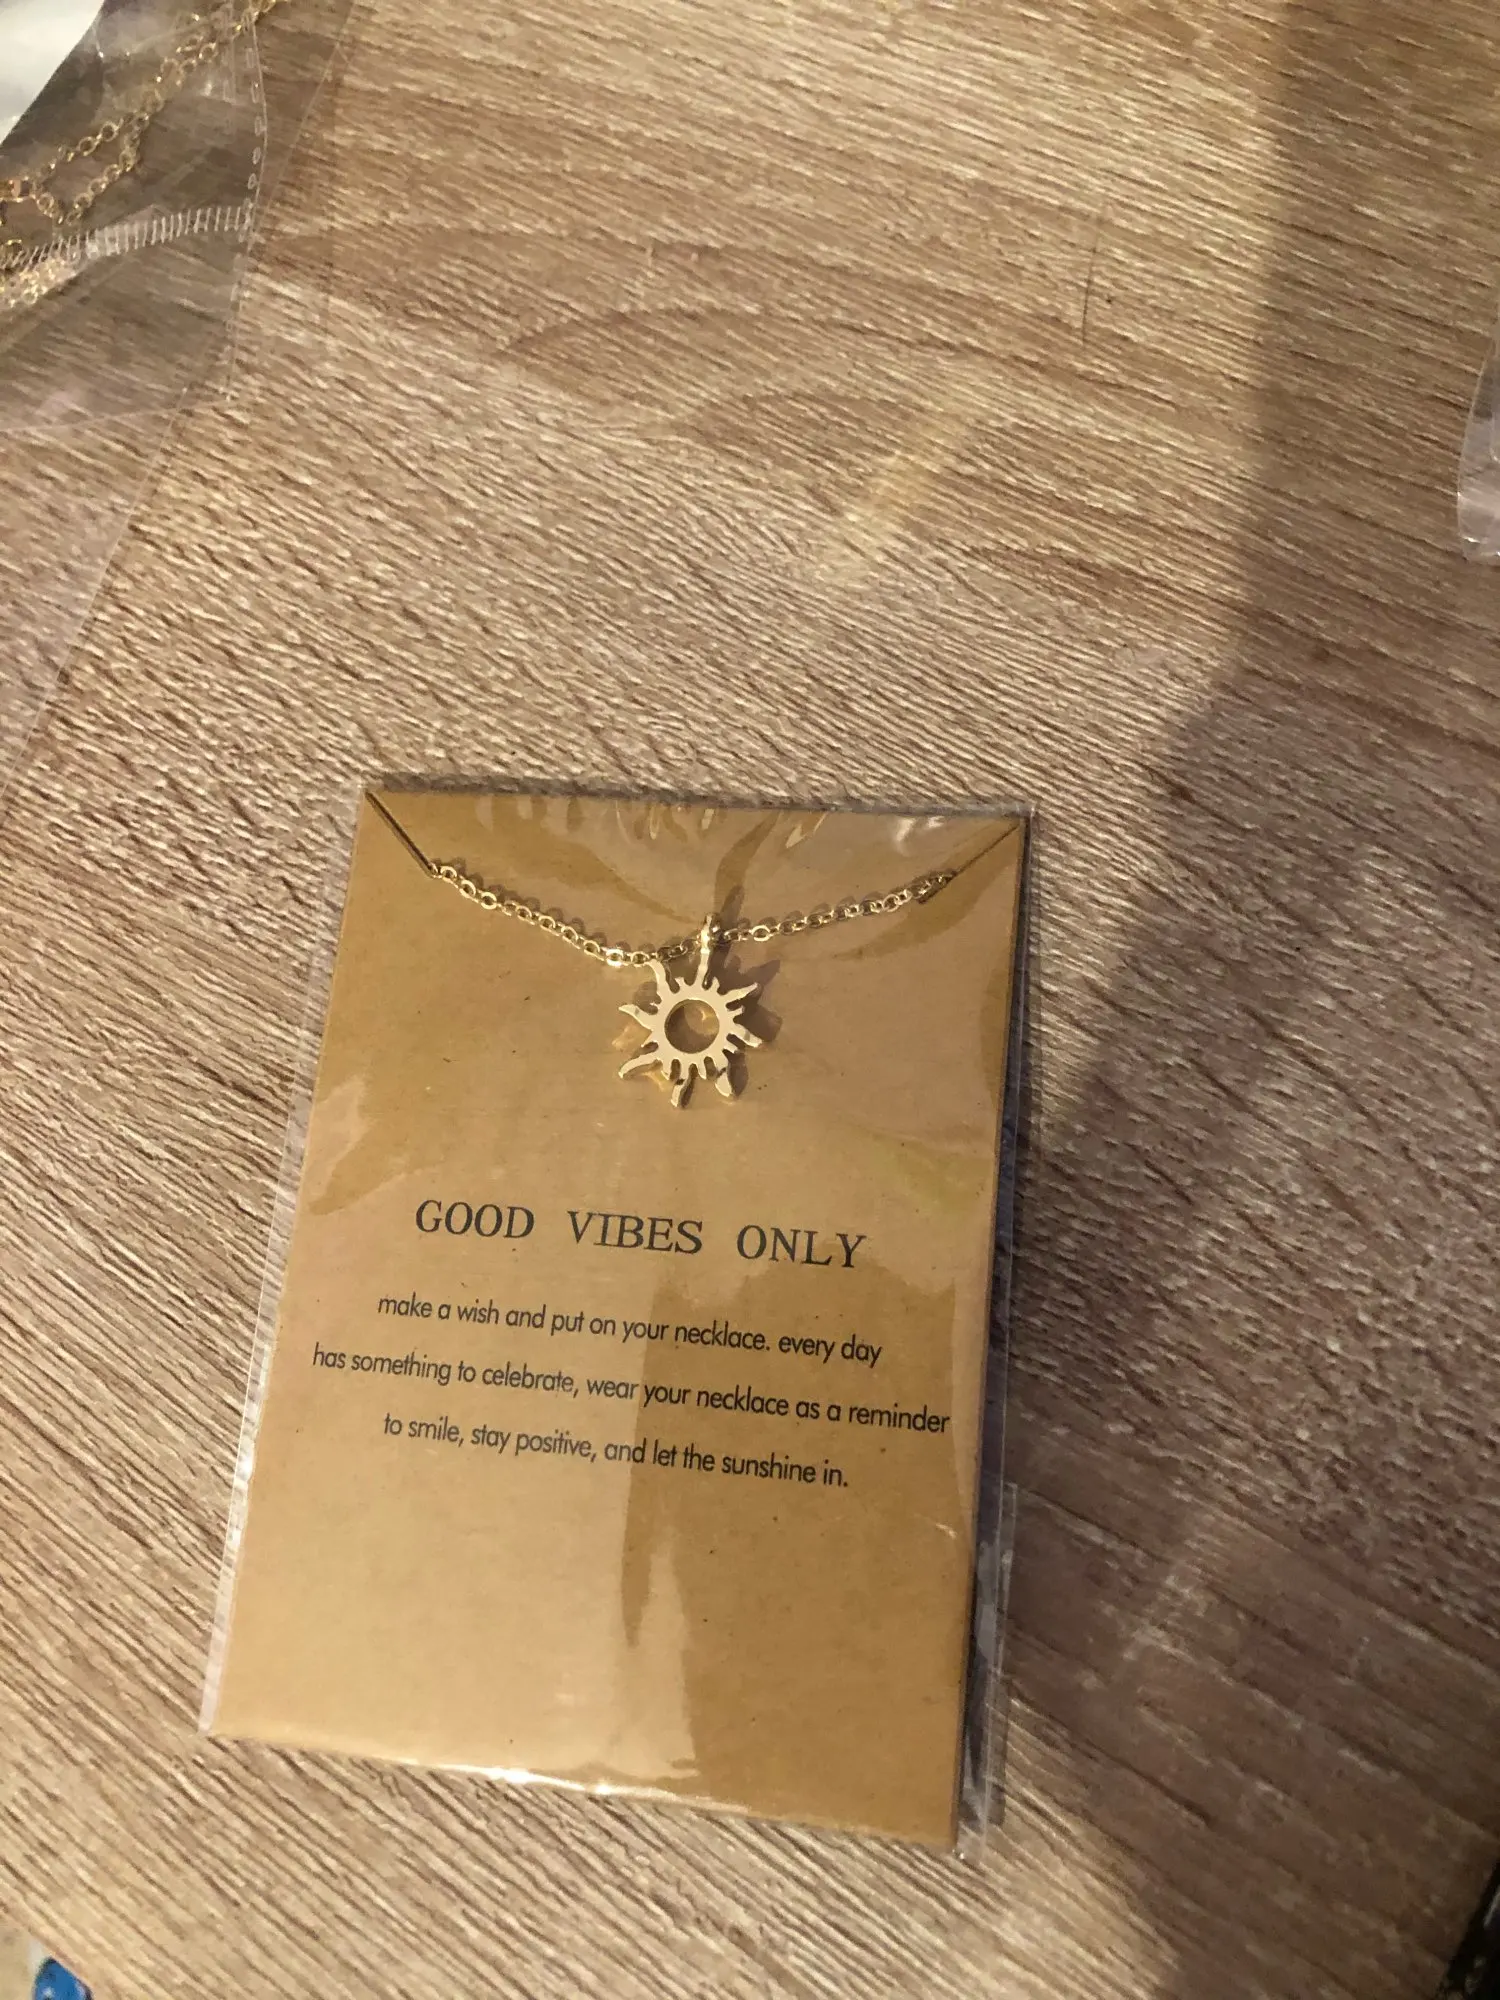 GOOD VIBES ONLY
make a wish and put on your necklace. every day
has something to celebrate, wear your necklace as a reminder
to smile, stay positive, and let the sunshine in.